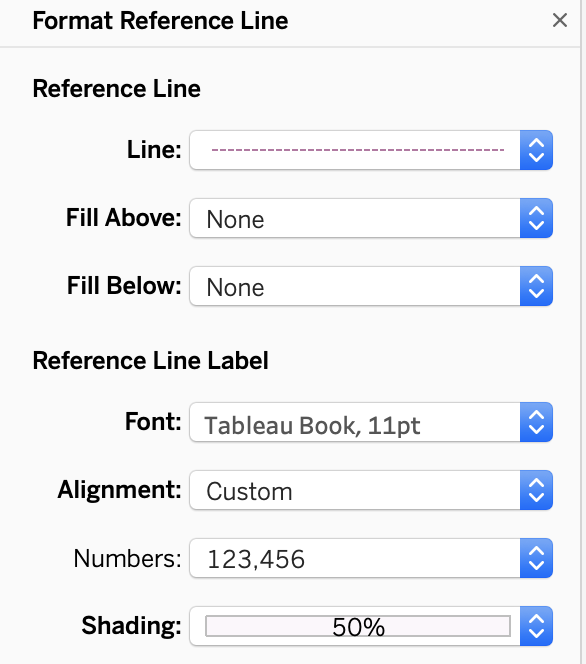 Format Reference Line ×
Reference Line
Line:
Fill Above: None
Fill Below: None
Reference Line Label
Font: Tableau Book, 11pt
Alignment: Custom
Numbers: 123,456
Shading: 50%